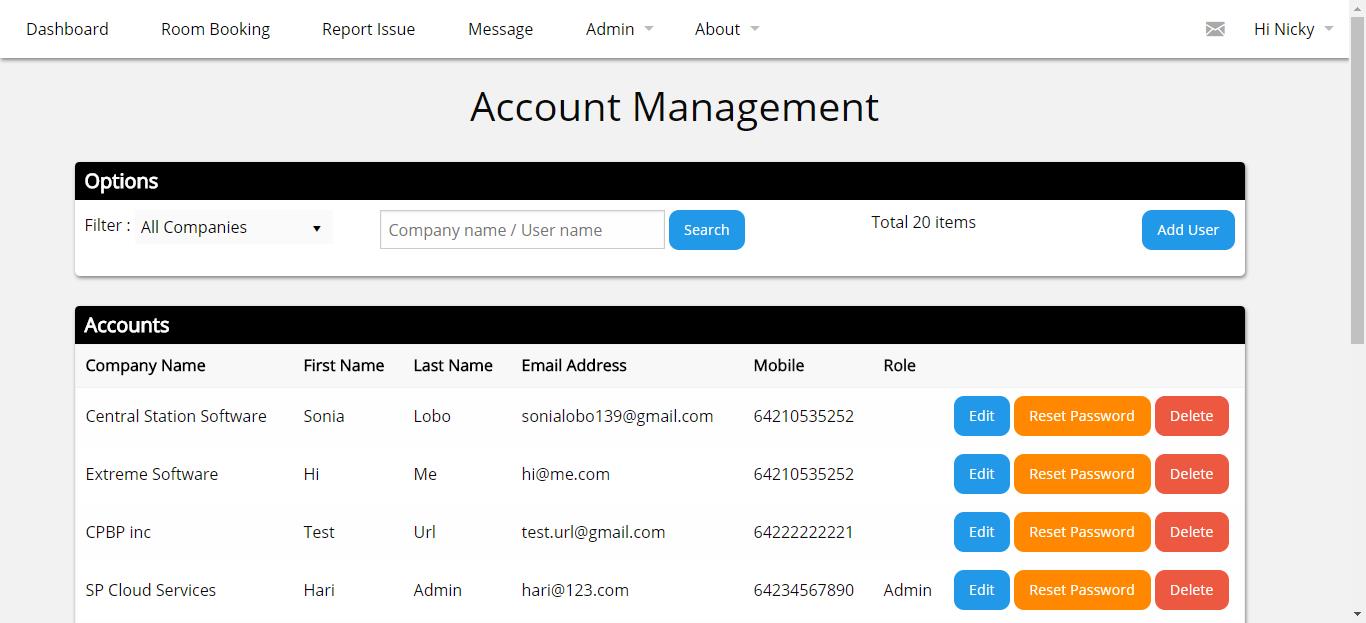 Dashboard Room Booking Report Issue Message Admin About Hi Nicky
Account Management
Options
Filter : All Companies Company name / User name Search Total 20 items Add User
Accounts
Company Name First Name Last Name Email Address Mobile Role
Central Station Software Sonia Lobo sonialobo139@gmail.com 64210535252 Edit Reset Password Delete
Extreme Software Hi Me hi@me.com 64210535252 Edit Reset Password Delete
CPBP inc Test Url test.url@gmail.com 64222222221 Edit Reset Password Delete
SP Cloud Services Hari Admin hari@123.com 64234567890 Admin Edit Reset Password Delete